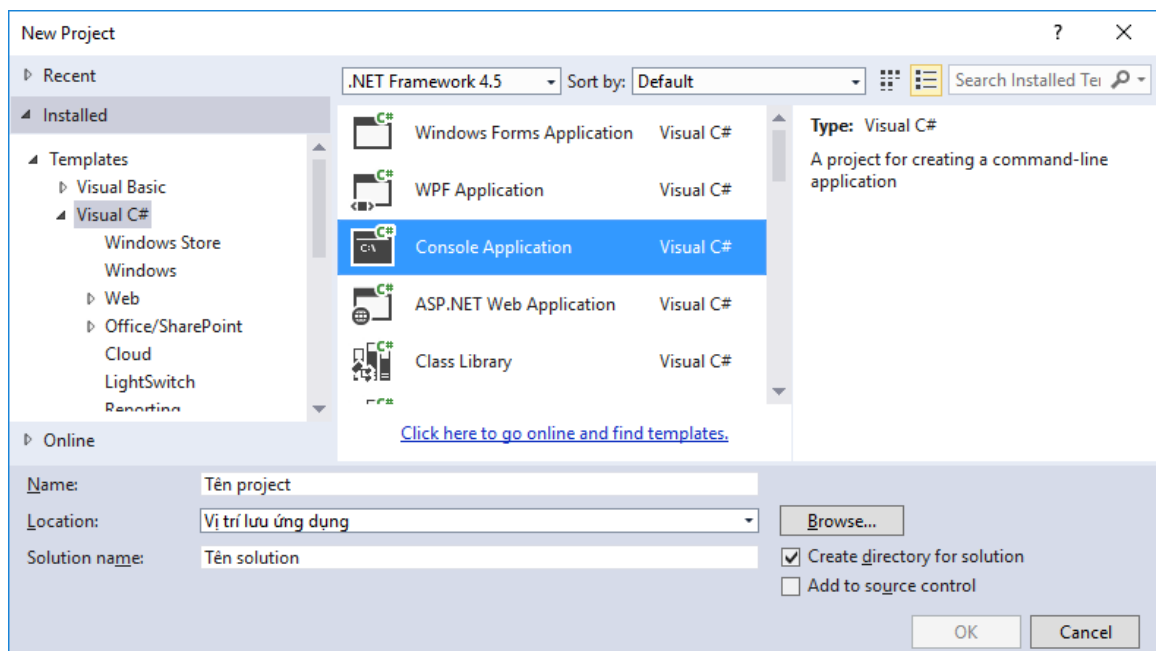 New Project
?
Recent
.NET Framework 4.5
Sort by:
Default
Search Installed Te
Installed
Templates
Visual Basic
Visual C#
Windows Store
Windows
Web
Office/SharePoint
Cloud
LightSwitch
Reporting
Online
C# Windows Forms Application Visual C#
C# WPF Application Visual C#
C# C:\ Console Application Visual C#
C# ASP.NET Web Application Visual C#
C# Class Library Visual C#
C#
Click here to go online and find templates.
Type: Visual C#
A project for creating a command-line
application
Name: Tên project
Location: Vị trí lưu ứng dụng
Browse...
Solution name: Tên solution
Create directory for solution
Add to source control
OK
Cancel